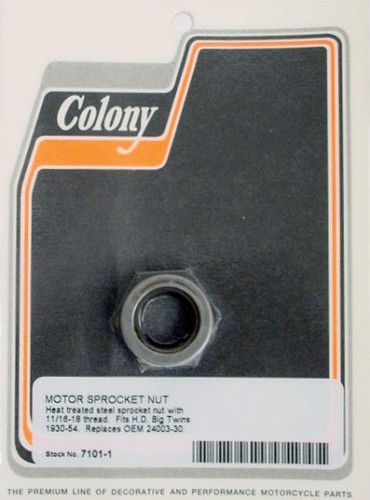 Colony
MOTOR SPROCKET NUT
Heat treated steel sprocket nut with
11/16-18 thread. Fits H.D. Big Twins
1930-54. Replaces OEM 24003-30.
Stock No. 7101-1
THE PREMIUM LINE OF DECORATIVE AND PERFORMANCE MOTORCYCLE PARTS